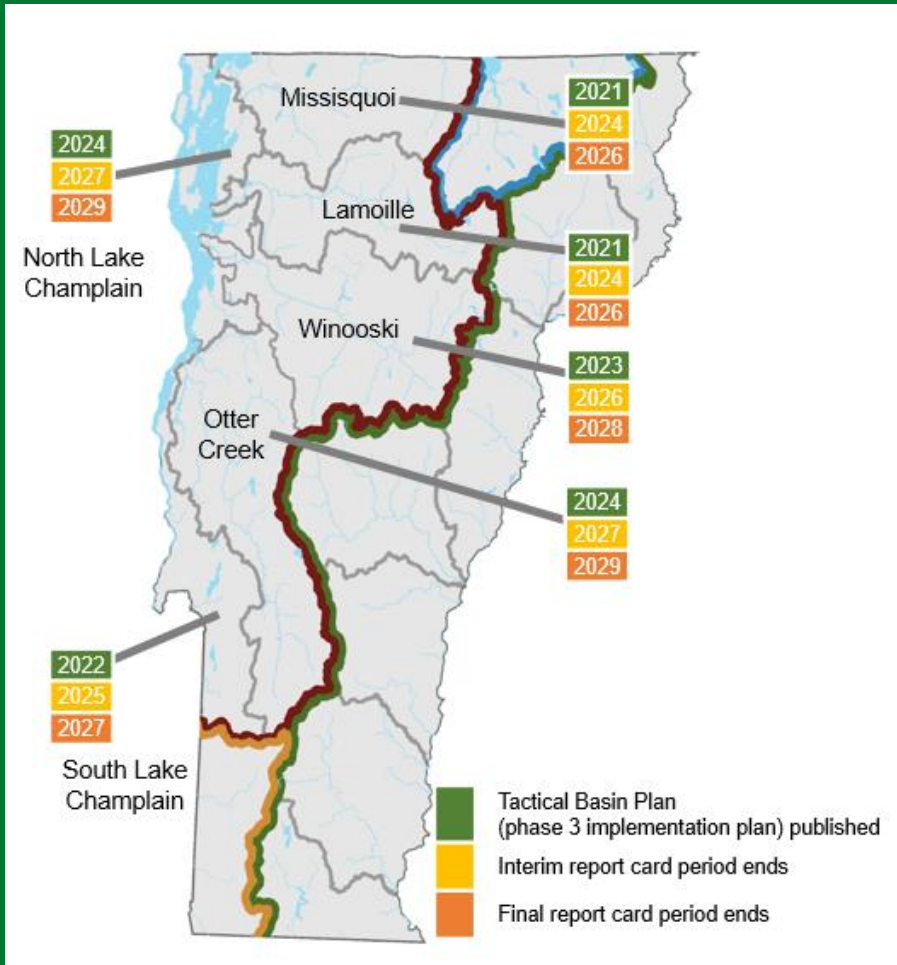 Missisquoi
2021
2024
2026
2024
2027
2029
North Lake
Champlain
Lamoille
2021
2024
2026
Winooski
2023
2026
2028
Otter
Creek
2024
2027
2029
2022
2025
2027
South Lake
Champlain
Tactical Basin Plan
(phase 3 implementation plan) published
Interim report card period ends
Final report card period ends